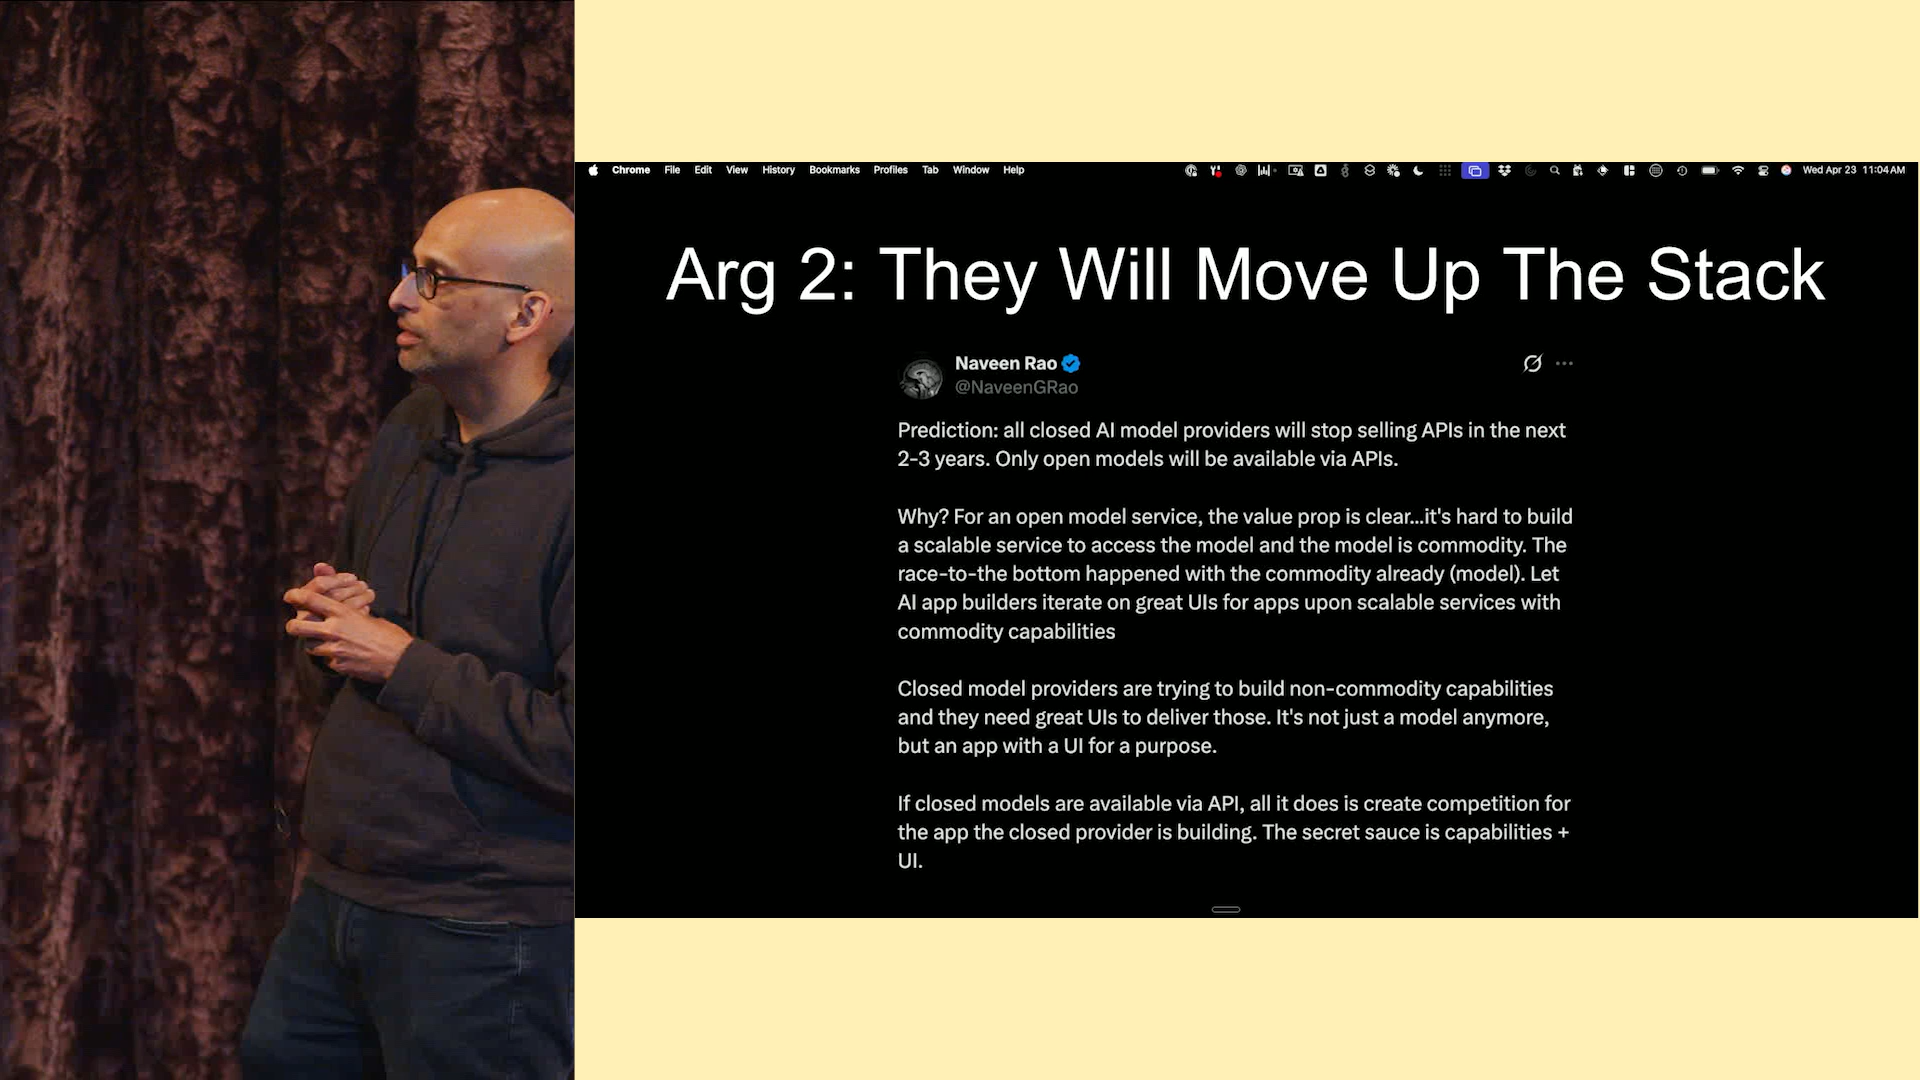 Chrome File Edit View History Bookmarks Profiles Tab Window Help Wed Apr 23 11:04 AM
Arg 2: They Will Move Up The Stack
Naveen Rao
@NaveenGRao
Prediction: all closed AI model providers will stop selling APIs in the next
2-3 years. Only open models will be available via APIs.
Why? For an open model service, the value prop is clear...it's hard to build
a scalable service to access the model and the model is commodity. The
race-to-the bottom happened with the commodity already (model). Let
AI app builders iterate on great UIs for apps upon scalable services with
commodity capabilities
Closed model providers are trying to build non-commodity capabilities
and they need great UIs to deliver those. It's not just a model anymore,
but an app with a UI for a purpose.
If closed models are available via API, all it does is create competition for
the app the closed provider is building. The secret sauce is capabilities +
UI.